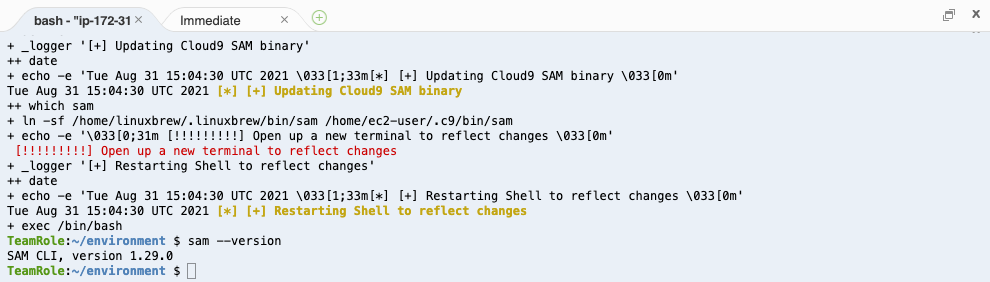 bash - "ip-172-31 × Immediate ×
+ _logger '[+] Updating Cloud9 SAM binary'
++ date
+ echo -e 'Tue Aug 31 15:04:30 UTC 2021 \033[1;33m[*] [+] Updating Cloud9 SAM binary \033[0m'
Tue Aug 31 15:04:30 UTC 2021 [*] [+] Updating Cloud9 SAM binary
++ which sam
+ ln -sf /home/linuxbrew/.linuxbrew/bin/sam /home/ec2-user/.c9/bin/sam
+ echo -e '\033[0;31m [!!!!!!!!!] Open up a new terminal to reflect changes \033[0m'
[!!!!!!!!!] Open up a new terminal to reflect changes
+ _logger '[+] Restarting Shell to reflect changes'
++ date
+ echo -e 'Tue Aug 31 15:04:30 UTC 2021 \033[1;33m[*] [+] Restarting Shell to reflect changes \033[0m'
Tue Aug 31 15:04:30 UTC 2021 [*] [+] Restarting Shell to reflect changes
+ exec /bin/bash
TeamRole:~/environment $ sam --version
SAM CLI, version 1.29.0
TeamRole:~/environment $